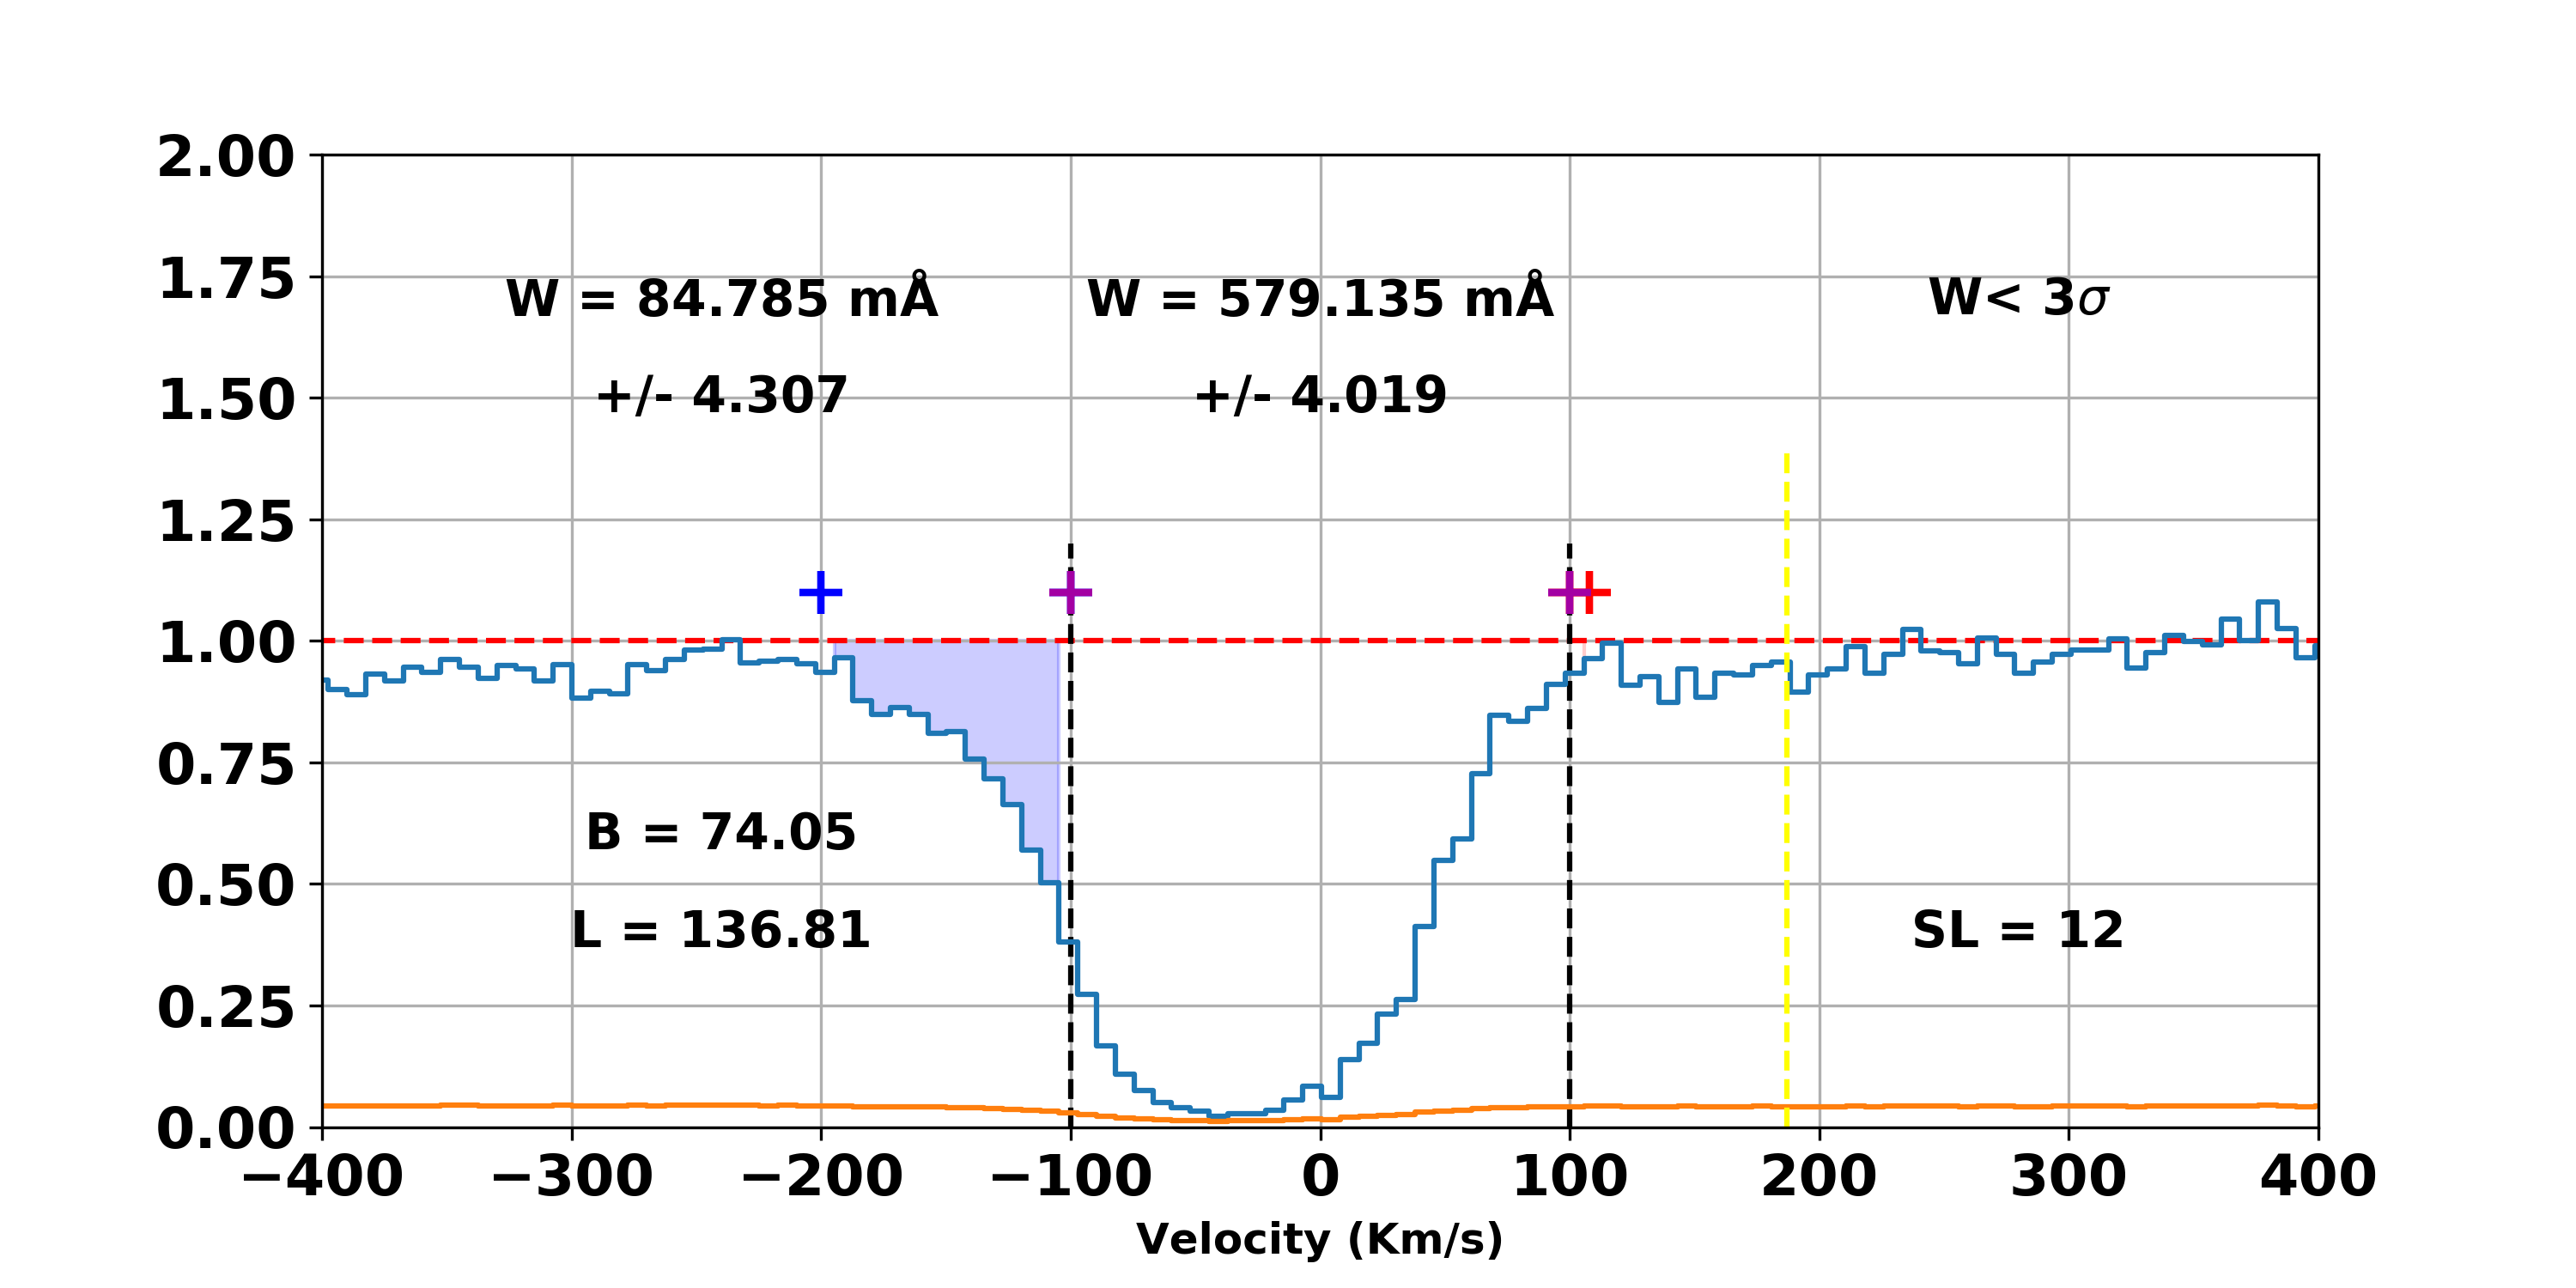 2.00
1.75
1.50
1.25
1.00
0.75
0.50
0.25
0.00
W = 84.785 mÅ
+/- 4.307
W = 579.135 mÅ
+/- 4.019
W< 3σ
B = 74.05
L = 136.81
SL = 12
−400 −300 −200 −100 0 100 200 300 400
Velocity (Km/s)